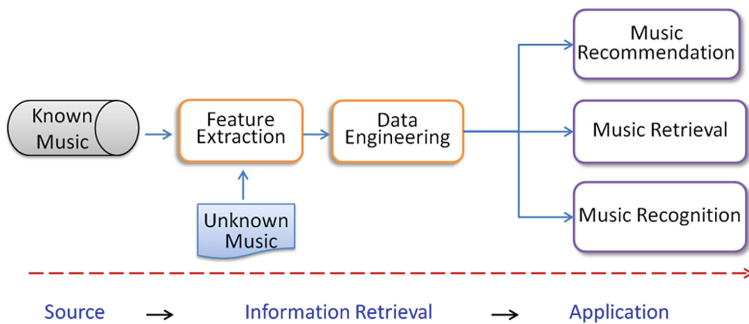 Music
Recommendation
Known
Music
Feature
Extraction
Data
Engineering
Music Retrieval
Unknown
Music
Music Recognition
Source → Information Retrieval → Application